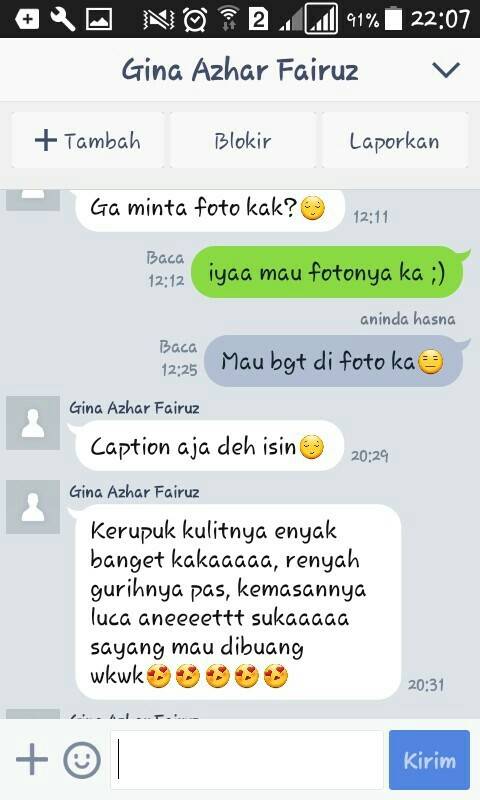 2 91% 22:07
Gina Azhar Fairuz
+ Tambah Blokir Laporkan
Ga minta foto kak?😌
12:11
Baca
12:12
iyaa mau fotonya ka ;)
aninda hasna
Baca
12:25
Mau bgt di foto ka😑
Gina Azhar Fairuz
Caption aja deh isin😌
20:29
Gina Azhar Fairuz
Kerupuk kulitnya enyak
banget kakaaaaa, renyah
gurihnya pas, kemasannya
luca aneeeettt sukaaaaa
sayang mau dibuang
wkwk😍😍😍😍😍
20:31
Gina Azhar Fairuz
Kirim